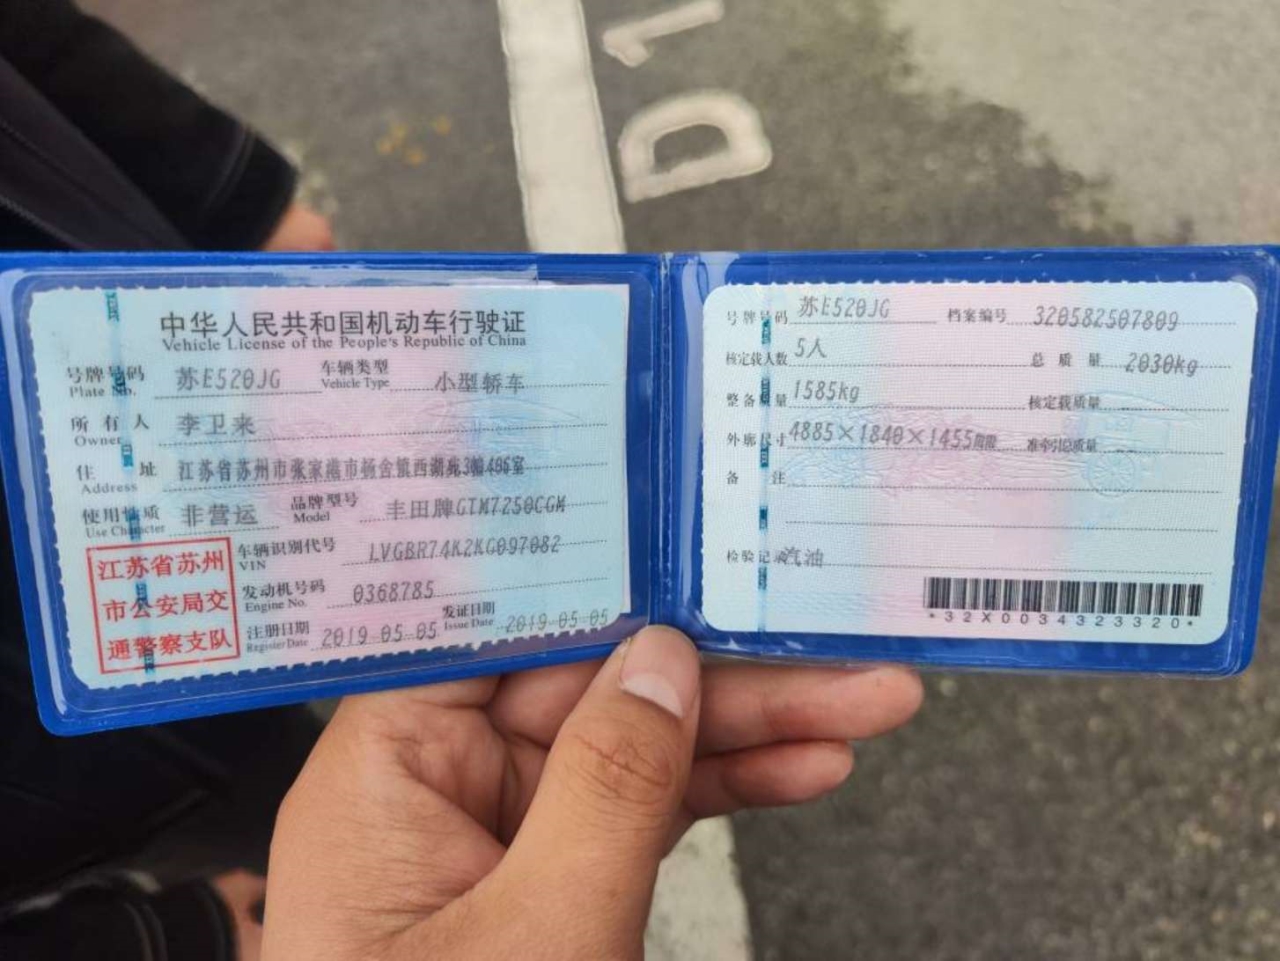 D1
中华人民共和国机动车行驶证
Vehicle License of the People's Republic of China
号牌号码 苏E520JG 车辆类型 小型轿车
Plate No. Vehicle Type
所有人 李卫来
Owner
住址 江苏省苏州市张家港市杨舍镇西湖苑3幢406室
Address
使用性质 非营运 品牌型号 丰田牌GTM7250CGM
Use Character Model
江苏省苏州
市公安局交
通警察支队
车辆识别代号 LVGBR74K2KG097082
VIN
发动机号码 0368785
Engine No.
注册日期 2019-05-05 发证日期 2019-05-05
Register Date Issue Date
号牌号码 苏E520JG 档案编号 320582507809
核定载人数 5人 总质量 2030kg
整备质量 1585kg 核定载质量
外廓尺寸 4885×1840×1455mm 准牵引总质量 --
备注
检验记录 汽油
*32X0034323320*